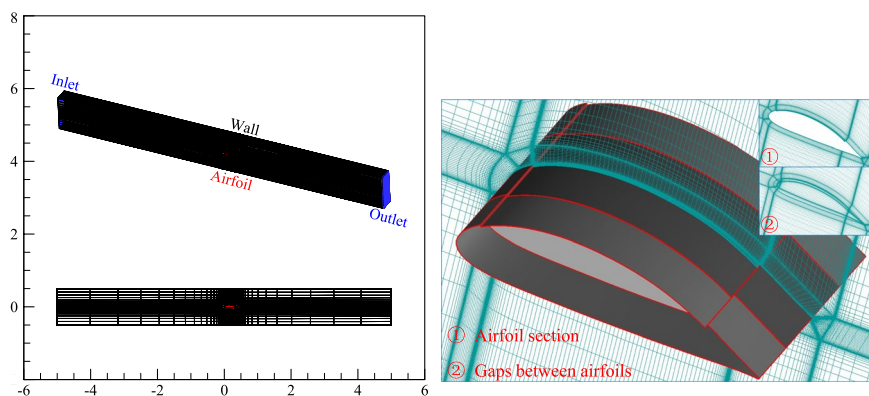 8
6
4
2
0
-6
-4
-2
0
2
4
6
Inlet
Wall
Airfoil
Outlet
①
②
① Airfoil section
② Gaps between airfoils